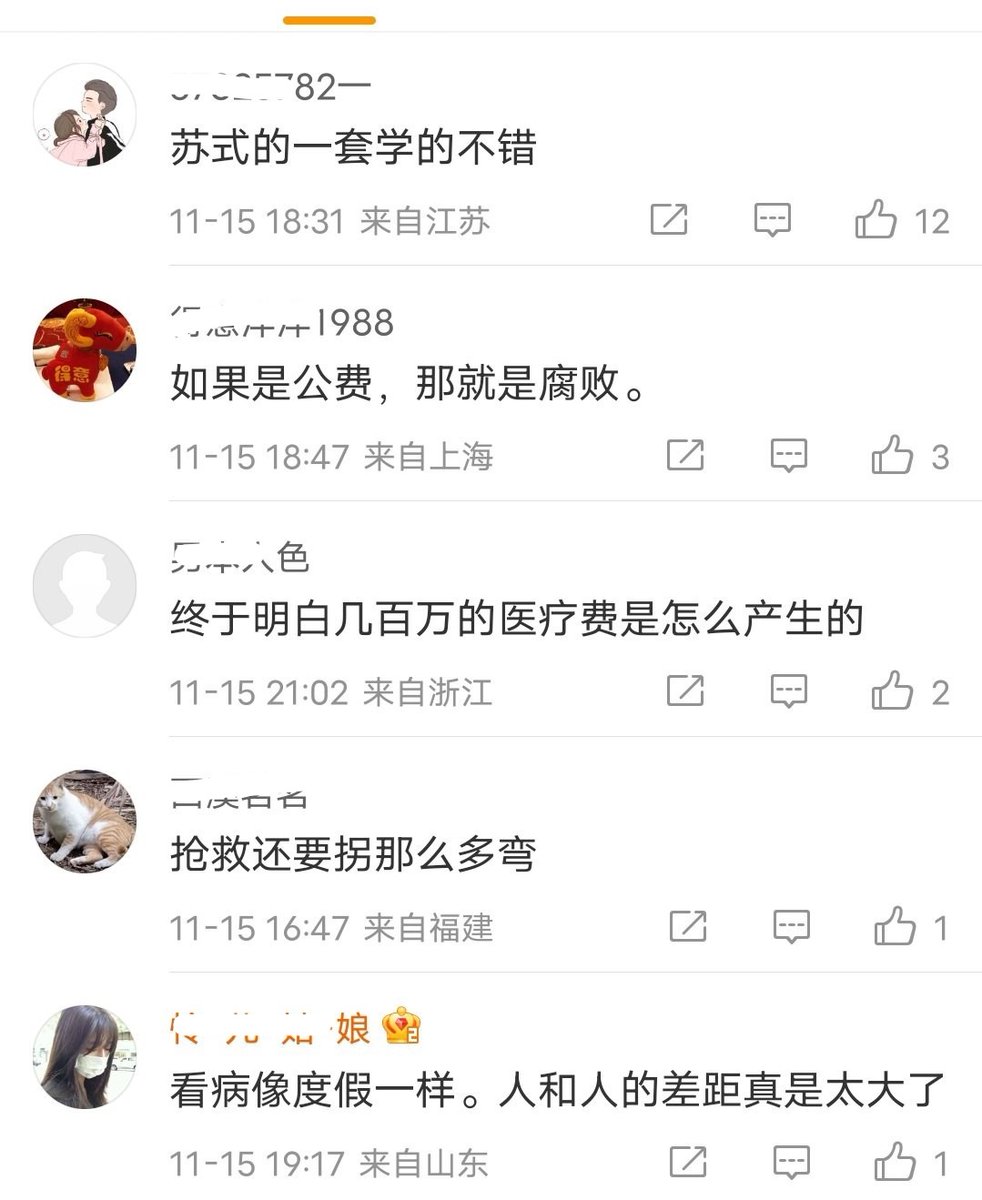 782一
苏式的一套学的不错
11-15 18:31 来自江苏
12
1988
得意
如果是公费，那就是腐败。
11-15 18:47 来自上海
3
色
终于明白几百万的医疗费是怎么产生的
11-15 21:02 来自浙江
2
抢救还要拐那么多弯
11-15 16:47 来自福建
1
娘
2
看病像度假一样。人和人的差距真是太大了
11-15 19:17 来自山东
1